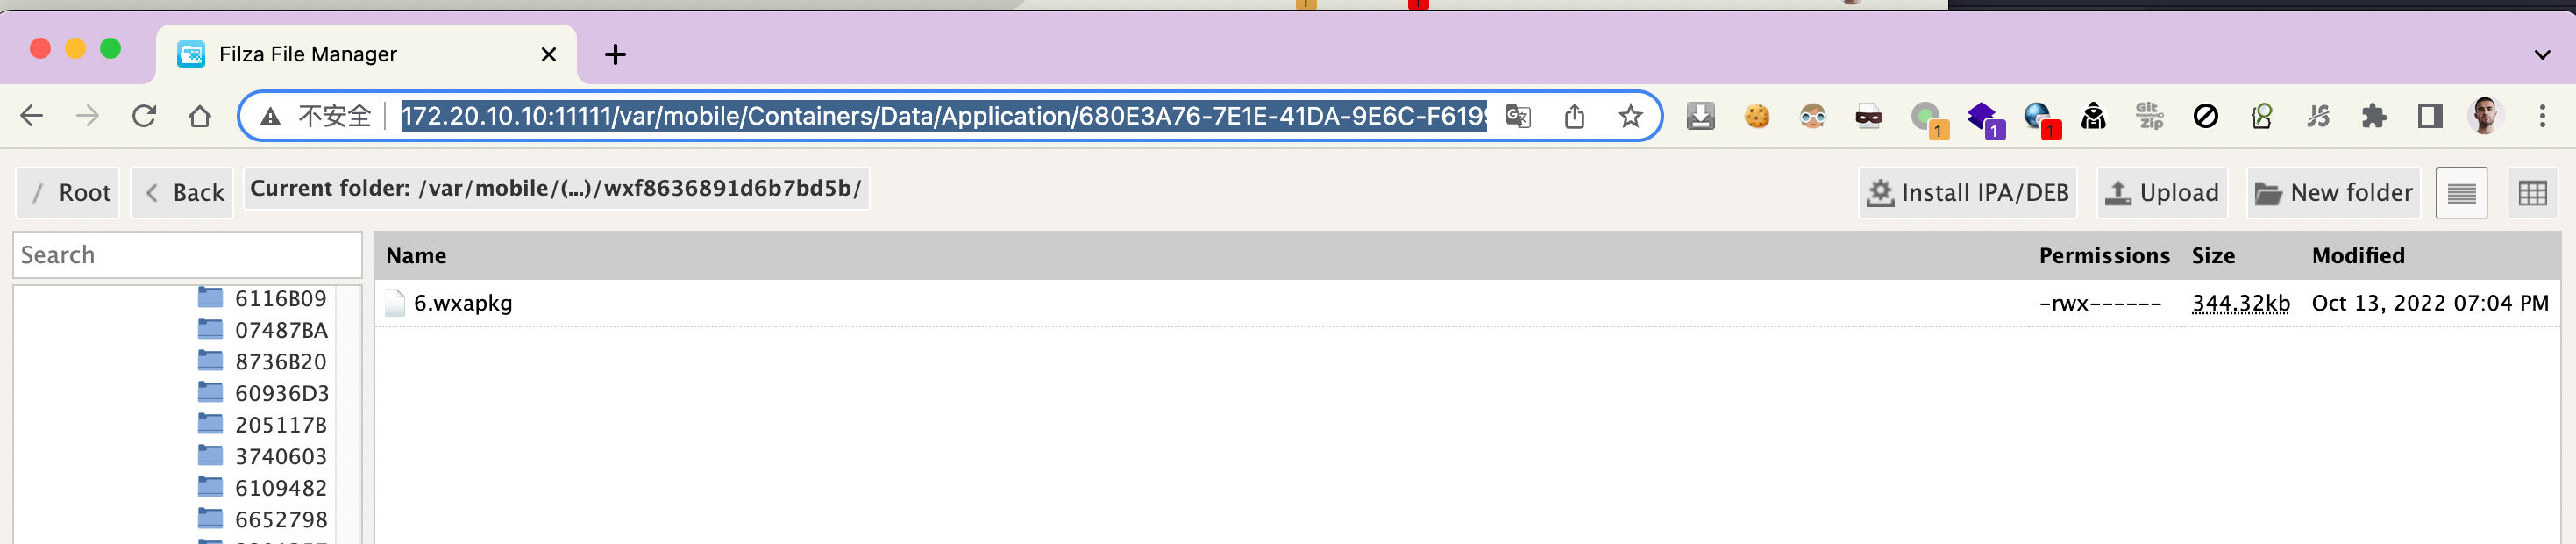 Filza File Manager
不安全 172.20.10.10:11111/var/mobile/Containers/Data/Application/680E3A76-7E1E-41DA-9E6C-F619
Git
zip
JS
1
1
1
/ Root
Back
Current folder: /var/mobile/(...)/wxf8636891d6b7bd5b/
Install IPA/DEB
Upload
New folder
Search
Name Permissions Size Modified
6.wxapkg -rwx------ 344.32kb Oct 13, 2022 07:04 PM
6116B09
07487BA
8736B20
60936D3
205117B
3740603
6109482
6652798